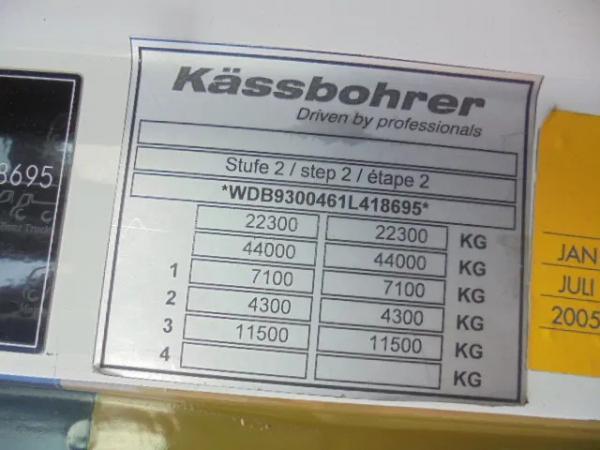 Kässbohrer
Driven by professionals
Stufe 2 / step 2 / étape 2
*WDB9300461L418695*
22300 22300 KG
44000 44000 KG
1 7100 7100 KG
2 4300 4300 KG
3 11500 11500 KG
4 KG
8695
JAN
JULI
2005